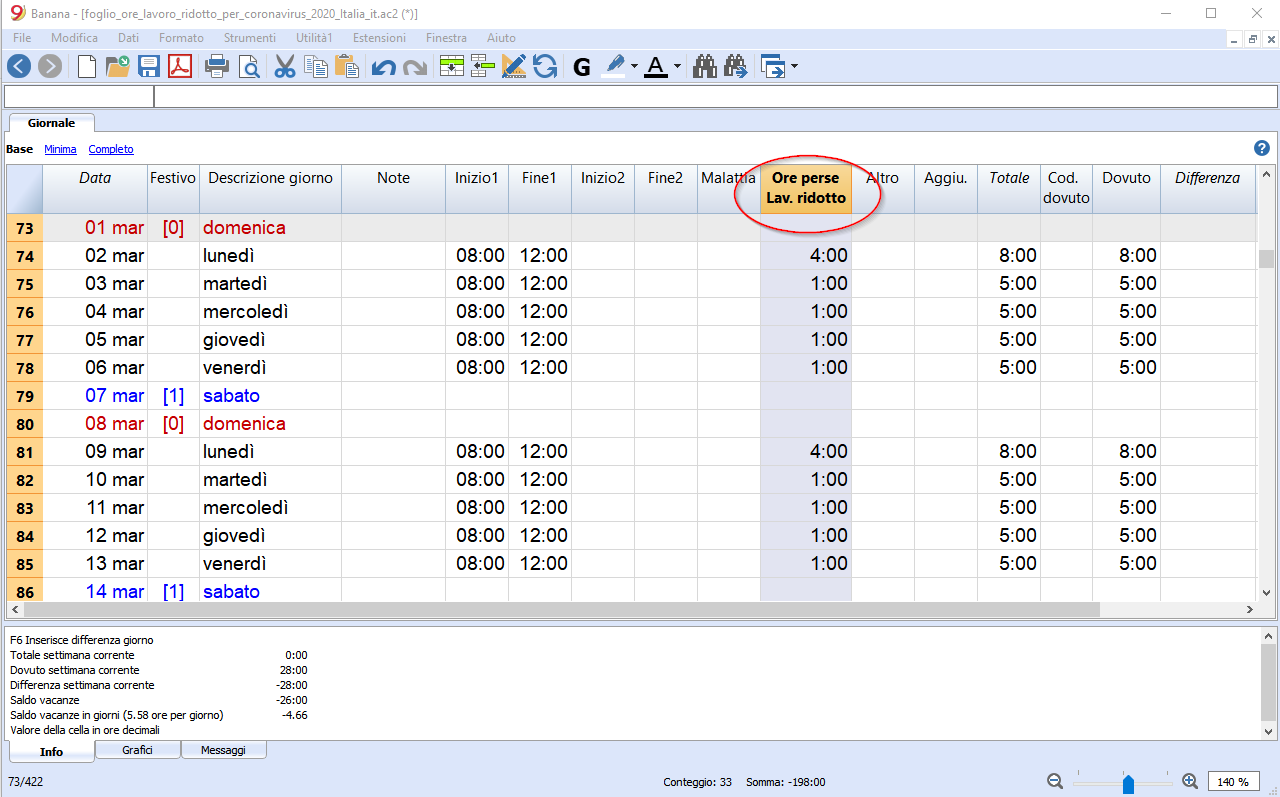 Banana - [foglio_ore_lavoro_ridotto_per_coronavirus_2020_Italia_it.ac2 (*)]
File Modifica Dati Formato Strumenti Utilità1 Estensioni Finestra Aiuto
G A
Giornale
Base Minima Completo
Data Festivo Descrizione giorno Note Inizio1 Fine1 Inizio2 Fine2 Malattia Ore perse Lav. ridotto Altro Aggiu. Totale Cod. dovuto Dovuto Differenza
73 01 mar [0] domenica
74 02 mar lunedì 08:00 12:00 4:00 8:00 8:00
75 03 mar martedì 08:00 12:00 1:00 5:00 5:00
76 04 mar mercoledì 08:00 12:00 1:00 5:00 5:00
77 05 mar giovedì 08:00 12:00 1:00 5:00 5:00
78 06 mar venerdì 08:00 12:00 1:00 5:00 5:00
79 07 mar [1] sabato
80 08 mar [0] domenica
81 09 mar lunedì 08:00 12:00 4:00 8:00 8:00
82 10 mar martedì 08:00 12:00 1:00 5:00 5:00
83 11 mar mercoledì 08:00 12:00 1:00 5:00 5:00
84 12 mar giovedì 08:00 12:00 1:00 5:00 5:00
85 13 mar venerdì 08:00 12:00 1:00 5:00 5:00
86 14 mar [1] sabato
F6 Inserisce differenza giorno
Totale settimana corrente 0:00
Dovuto settimana corrente 28:00
Differenza settimana corrente -28:00
Saldo vacanze -26:00
Saldo vacanze in giorni (5.58 ore per giorno) -4.66
Valore della cella in ore decimali
Info Grafici Messaggi
73/422 Conteggio: 33 Somma: -198:00 140 %